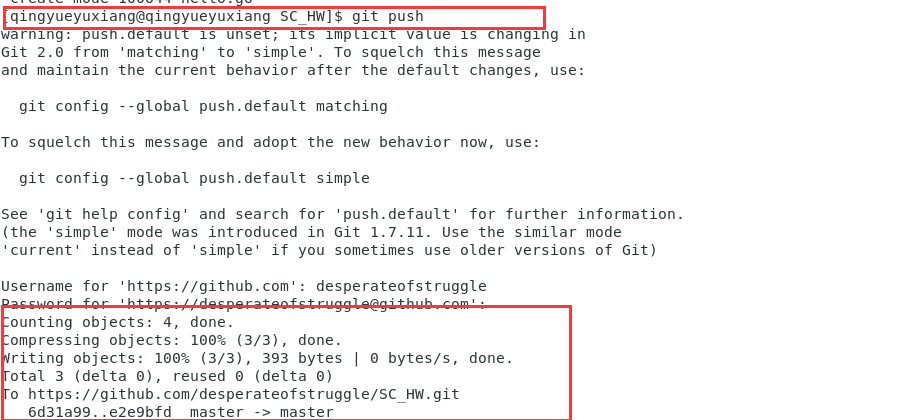 create mode 100644 hello.go
[qingyueyuxiang@qingyueyuxiang SC_HW]$ git push
warning: push.default is unset; its implicit value is changing in
Git 2.0 from 'matching' to 'simple'. To squelch this message
and maintain the current behavior after the default changes, use:
git config --global push.default matching
To squelch this message and adopt the new behavior now, use:
git config --global push.default simple
See 'git help config' and search for 'push.default' for further information.
(the 'simple' mode was introduced in Git 1.7.11. Use the similar mode
'current' instead of 'simple' if you sometimes use older versions of Git)
Username for 'https://github.com': desperateofstruggle
Password for 'https://desperateofstruggle@github.com':
Counting objects: 4, done.
Compressing objects: 100% (3/3), done.
Writing objects: 100% (3/3), 393 bytes | 0 bytes/s, done.
Total 3 (delta 0), reused 0 (delta 0)
To https://github.com/desperateofstruggle/SC_HW.git
6d31a99..e2e9bfd  master -> master